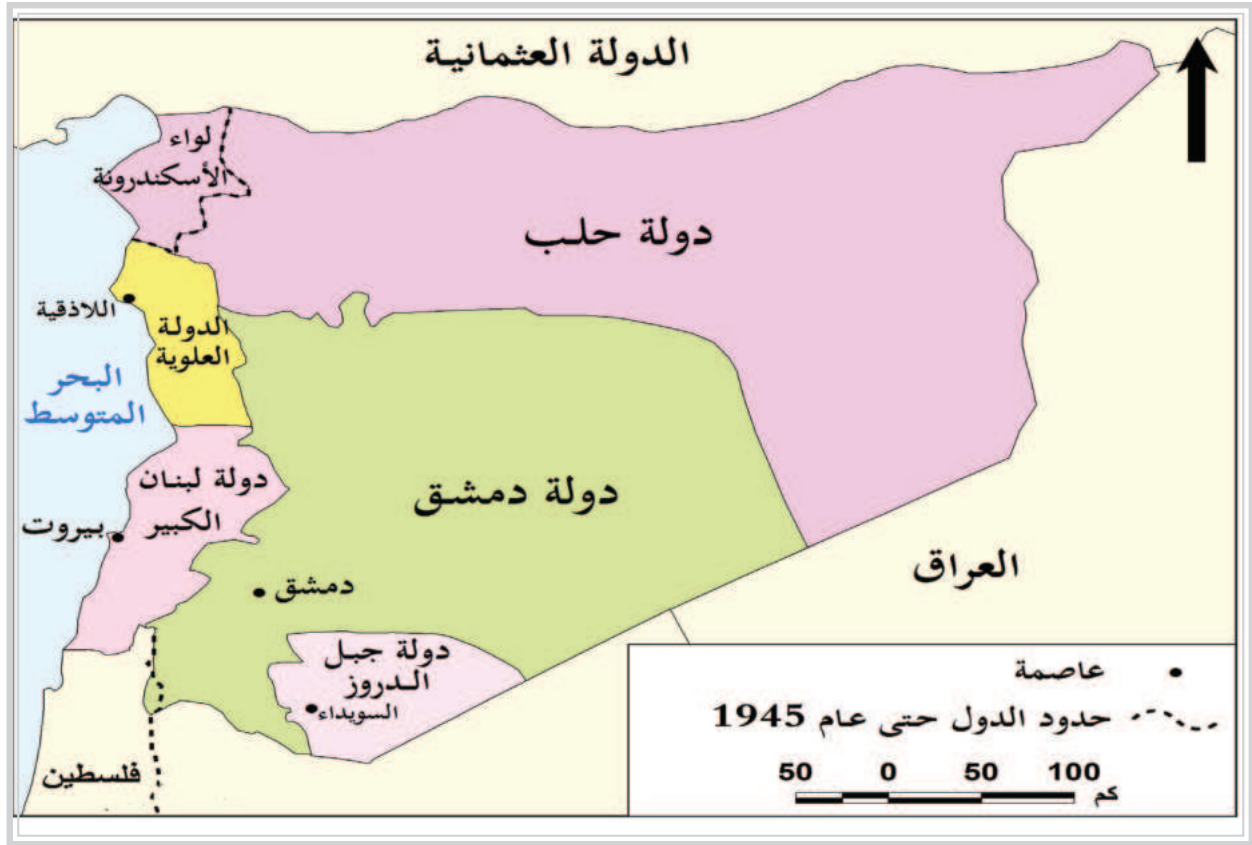 الدولة العثمانية
لواء
الأسكندرونة
دولة حلب
اللاذقية
الدولة
العلوية
البحر
المتوسط
دولة لبنان
الكبير
بيروت
دولة دمشق
دمشق
العراق
دولة جبل
الدروز
السويداء
فلسطين
عاصمة
حدود الدول حتى عام 1945
50 0 50 100
كم